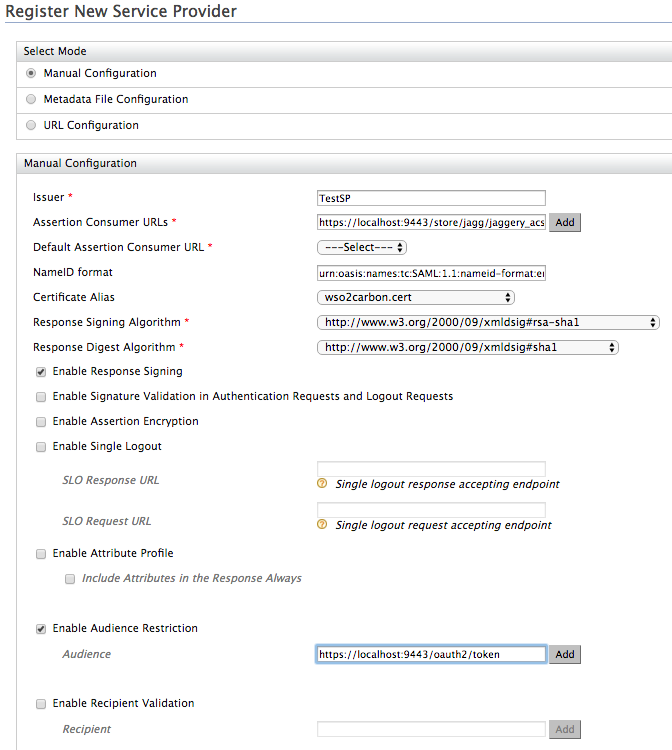 Register New Service Provider
Select Mode
Manual Configuration
Metadata File Configuration
URL Configuration
Manual Configuration
Issuer * TestSP
Assertion Consumer URLs * https://localhost:9443/store/jagg/jaggery_acs Add
Default Assertion Consumer URL * ---Select---
NameID format urn:oasis:names:tc:SAML:1.1:nameid-format:e
Certificate Alias wso2carbon.cert
Response Signing Algorithm * http://www.w3.org/2000/09/xmldsig#rsa-sha1
Response Digest Algorithm * http://www.w3.org/2000/09/xmldsig#sha1
Enable Response Signing
Enable Signature Validation in Authentication Requests and Logout Requests
Enable Assertion Encryption
Enable Single Logout
SLO Response URL
? Single logout response accepting endpoint
SLO Request URL
? Single logout request accepting endpoint
Enable Attribute Profile
Include Attributes in the Response Always
Enable Audience Restriction
Audience https://localhost:9443/oauth2/token Add
Enable Recipient Validation
Recipient Add